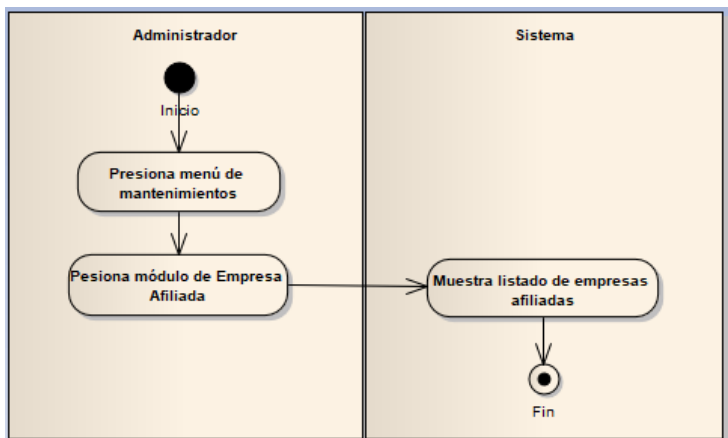 Administrador
Sistema
Inicio
Presiona menú de
mantenimientos
Pesiona módulo de Empresa
Afiliada
Muestra listado de empresas
afiliadas
Fin